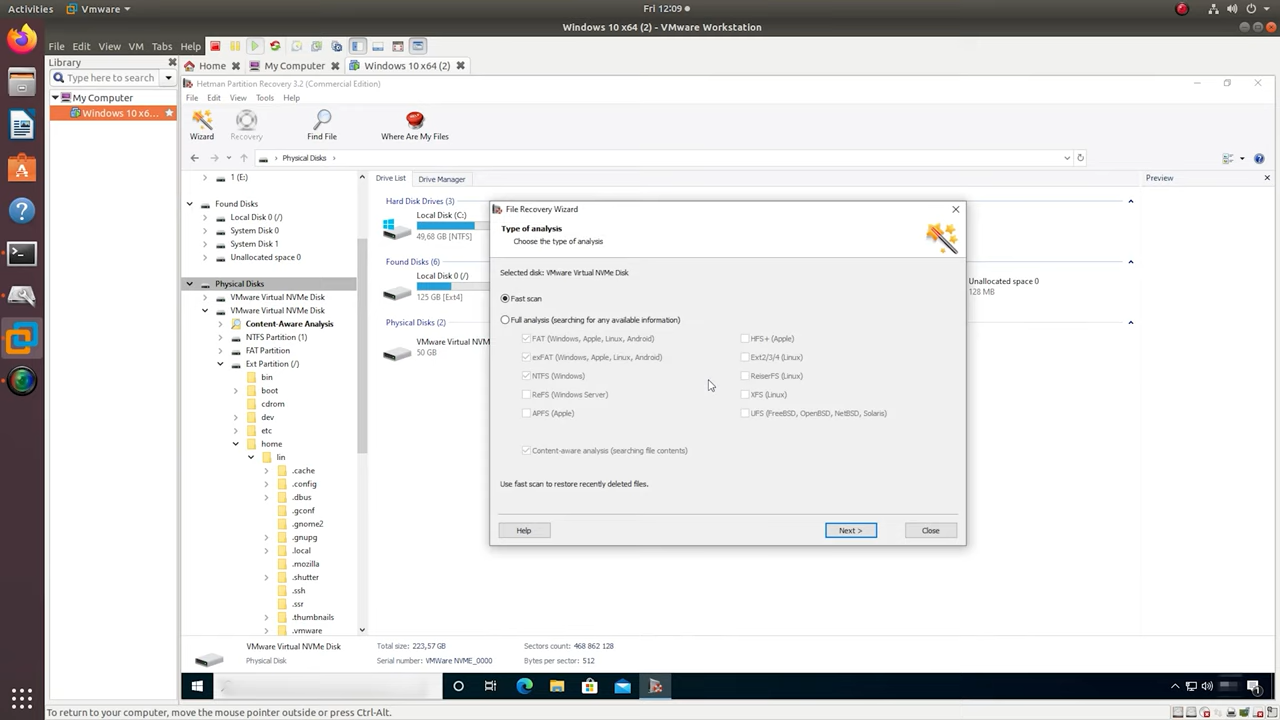 Activities VMware Fri 12:09
Windows 10 x64 (2) - VMware Workstation
File Edit View VM Tabs Help
Library
Type here to search
My Computer
Windows 10 x6...
Home My Computer Windows 10 x64 (2)
Hetman Partition Recovery 3.2 (Commercial Edition)
File Edit View Tools Help
Wizard Recovery Find File Where Are My Files
Physical Disks
1 (E:)
Found Disks
Local Disk 0 (/)
System Disk 0
System Disk 1
Unallocated space 0
Physical Disks
VMware Virtual NVMe Disk
VMware Virtual NVMe Disk
Content-Aware Analysis
NTFS Partition (1)
FAT Partition
Ext Partition (/)
bin
boot
cdrom
dev
etc
home
lin
.cache
.config
.dbus
.gconf
.gnome2
.gnupg
.local
.mozilla
.shutter
.ssh
.ssr
.thumbnails
.vmware
Drive List Drive Manager
Hard Disk Drives (3)
Local Disk (C:)
49,68 GB [NTFS]
Found Disks (6)
Local Disk 0 (/)
125 GB [Ext4]
Unallocated space 0
128 MB
Physical Disks (2)
VMware Virtual NV
50 GB
Preview
File Recovery Wizard
Type of analysis
Choose the type of analysis
Selected disk: VMware Virtual NVMe Disk
Fast scan
Full analysis (searching for any available information)
FAT (Windows, Apple, Linux, Android)
exFAT (Windows, Apple, Linux, Android)
NTFS (Windows)
ReFS (Windows Server)
APFS (Apple)
HFS+ (Apple)
Ext2/3/4 (Linux)
ReiserFS (Linux)
XFS (Linux)
UFS (FreeBSD, OpenBSD, NetBSD, Solaris)
Content-aware analysis (searching file contents)
Use fast scan to restore recently deleted files.
Help Next > Close
VMware Virtual NVMe Disk Total size: 223,57 GB Sectors count: 468 862 128
Physical Disk Serial number: VMWare NVME_0000 Bytes per sector: 512
To return to your computer, move the mouse pointer outside or press Ctrl-Alt.